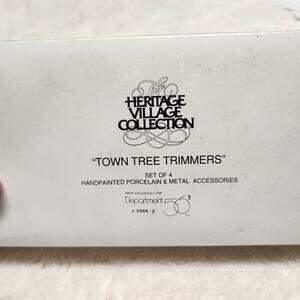 The
HERITAGE
VILLAGE
COLLECTION
"TOWN TREE TRIMMERS"
SET OF 4
HANDPAINTED PORCELAIN & METAL ACCESSORIES
MADE EXCLUSIVELY FOR
Department 56
5566-2